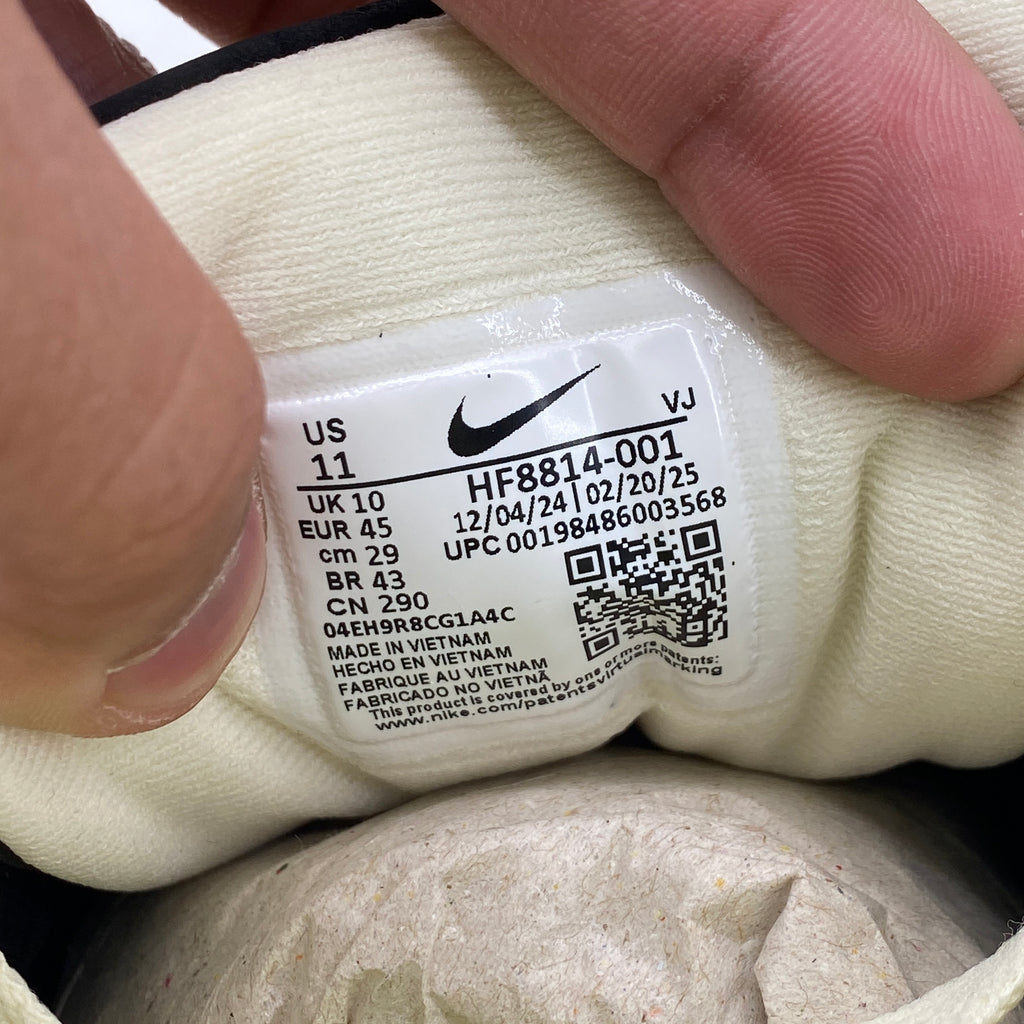 US
11
VJ
HF8814-001
12/04/24|02/20/25
UPC 00198486003568
UK 10
EUR 45
cm 29
BR 43
CN 290
04EH9R8CG1A4C
MADE IN VIETNAM
HECHO EN VIETNAM
FABRIQUE AU VIETNAM
FABRICADO NO VIETNÃ
This product is covered by one or more patents:
www.nike.com/patentsvirtualmarking